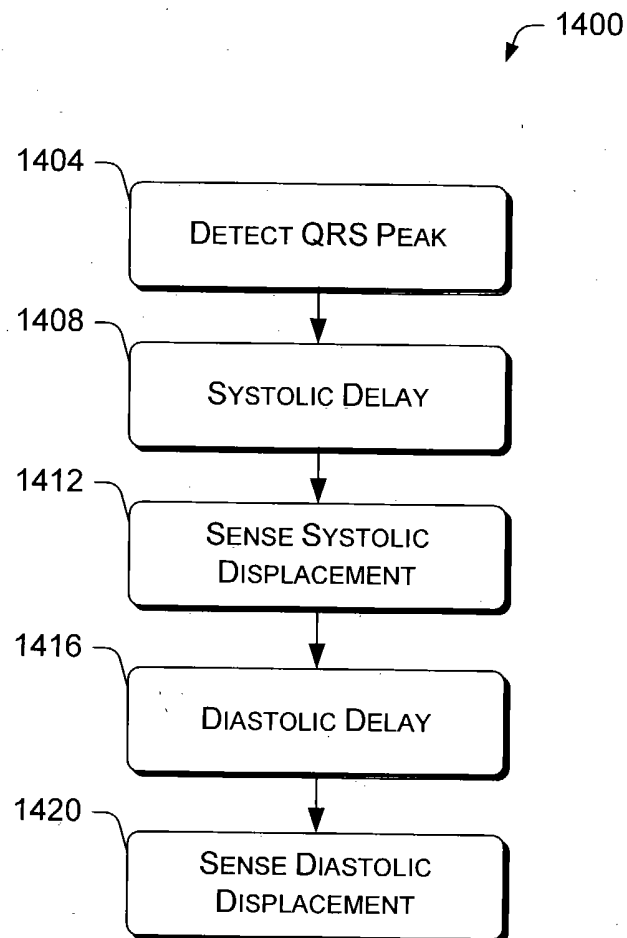 1400
1404
DETECT QRS PEAK
1408
SYSTOLIC DELAY
1412
SENSE SYSTOLIC
DISPLACEMENT
1416
DIASTOLIC DELAY
1420
SENSE DIASTOLIC
DISPLACEMENT